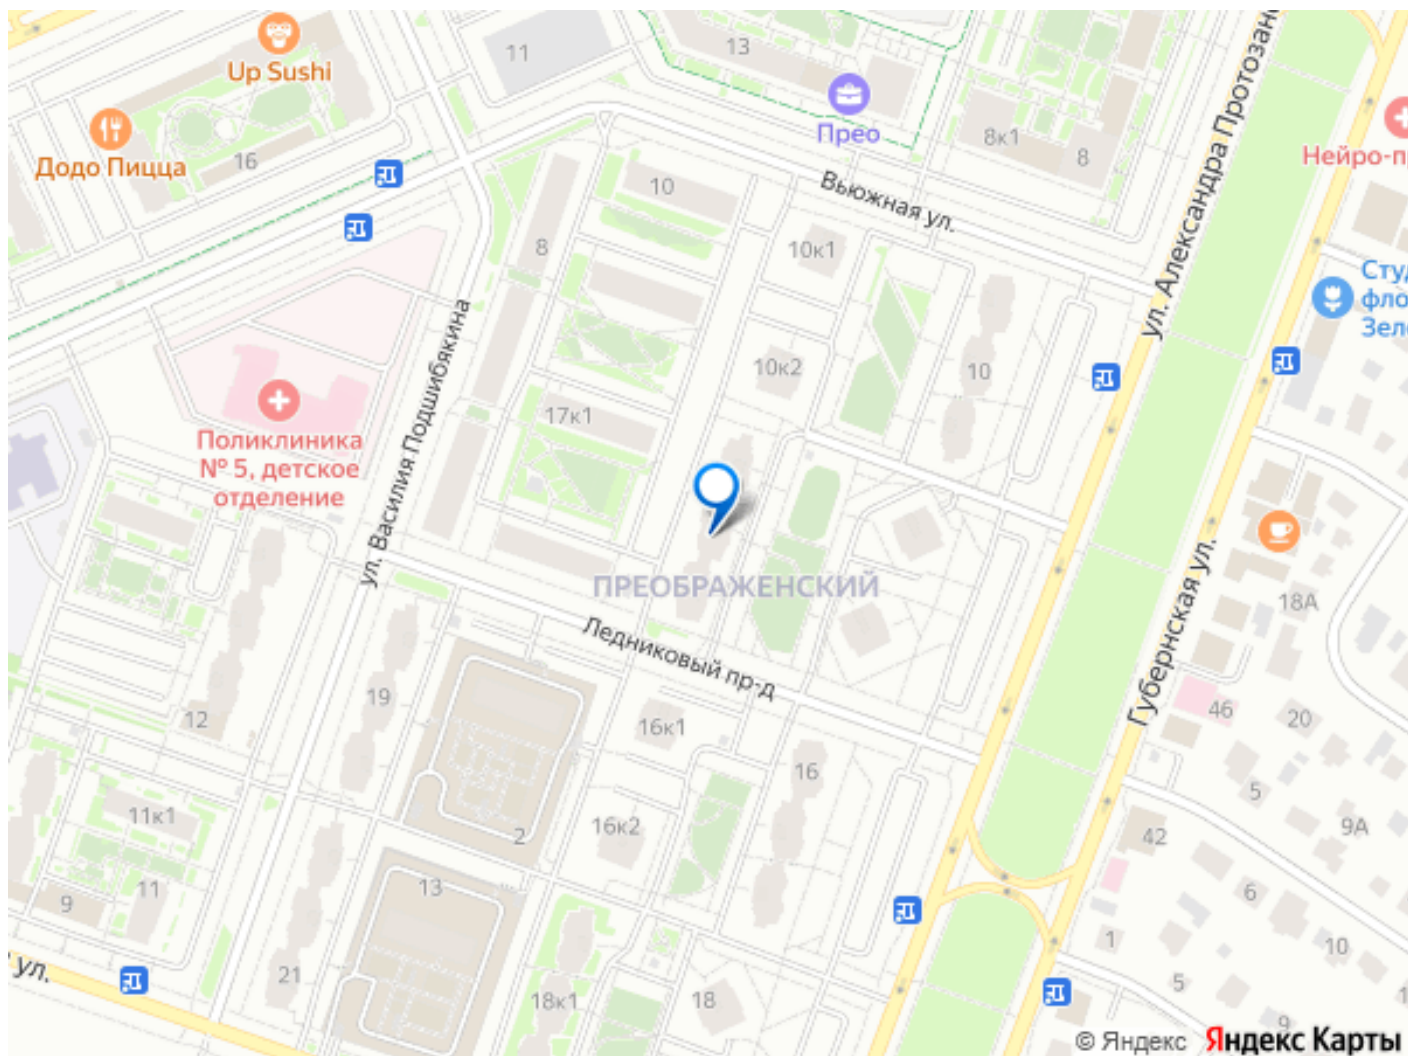 Up Sushi
11
13
Прео
8к1
8
ул. Александра Протозан
Нейро-п
Додо Пицца
16
10
Вьюжная ул.
8
10к1
Сту
фло
Зел
ул. Василия Подшибякина
10к2
10
17к1
Поликлиника
№ 5, детское
отделение
ПРЕОБРАЖЕНСКИЙ
18А
Губернская ул.
Ледниковый пр-д
19
12
16к1
46
20
16
5
11к1
16к2
2
9А
42
13
11
9
6
1
10
ул.
21
18к1
18
5
9
1
© Яндекс
Яндекс Карты